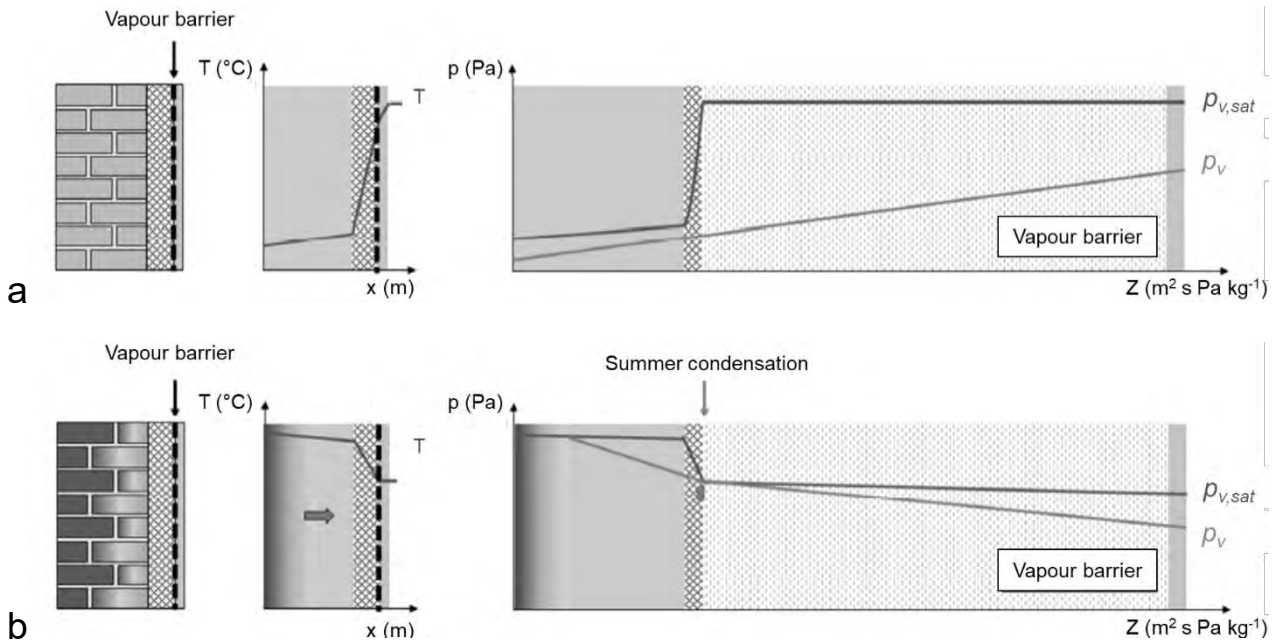 Vapour barrier
T (°C)
p (Pa)
T
p_{v,sat}
p_v
Vapour barrier
a
x (m)
Z (m² s Pa kg⁻¹)
Vapour barrier
Summer condensation
T (°C)
p (Pa)
T
p_{v,sat}
p_v
Vapour barrier
b
x (m)
Z (m² s Pa kg⁻¹)